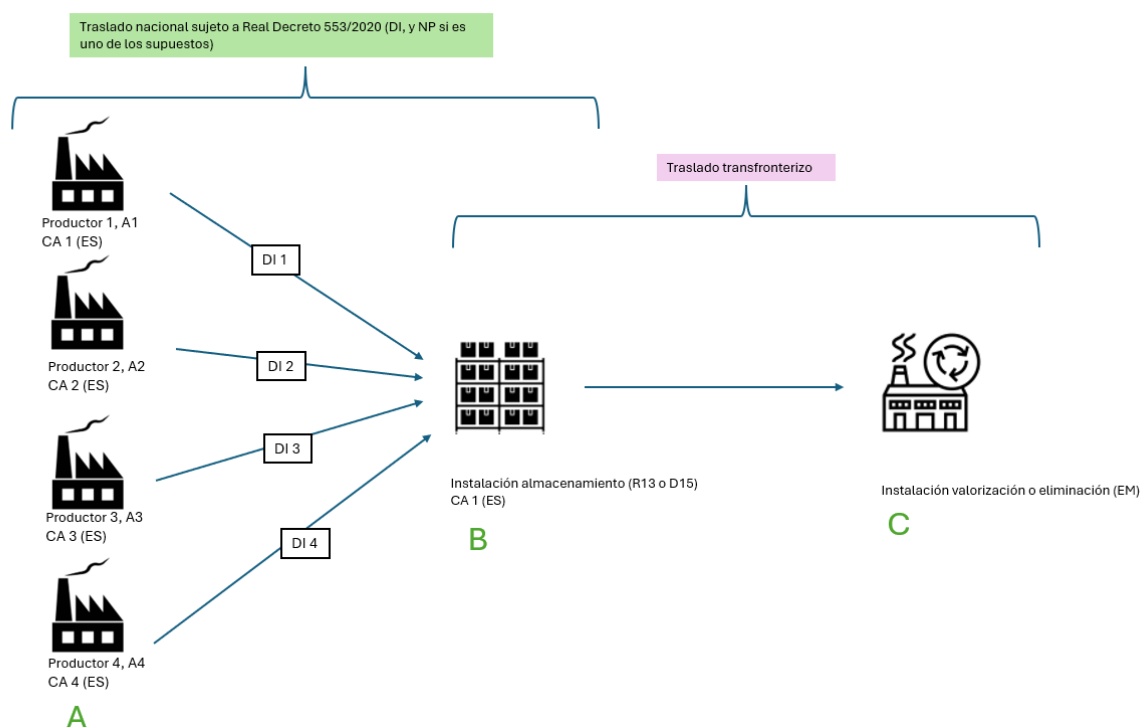 Traslado nacional sujeto a Real Decreto 553/2020 (DI, y NP si es
uno de los supuestos)
Traslado transfronterizo
Productor 1, A1
CA 1 (ES)
DI 1
Productor 2, A2
CA 2 (ES)
DI 2
Productor 3, A3
CA 3 (ES)
DI 3
Productor 4, A4
CA 4 (ES)
DI 4
A
Instalación almacenamiento (R13 o D15)
CA 1 (ES)
B
Instalación valorización o eliminación (EM)
C